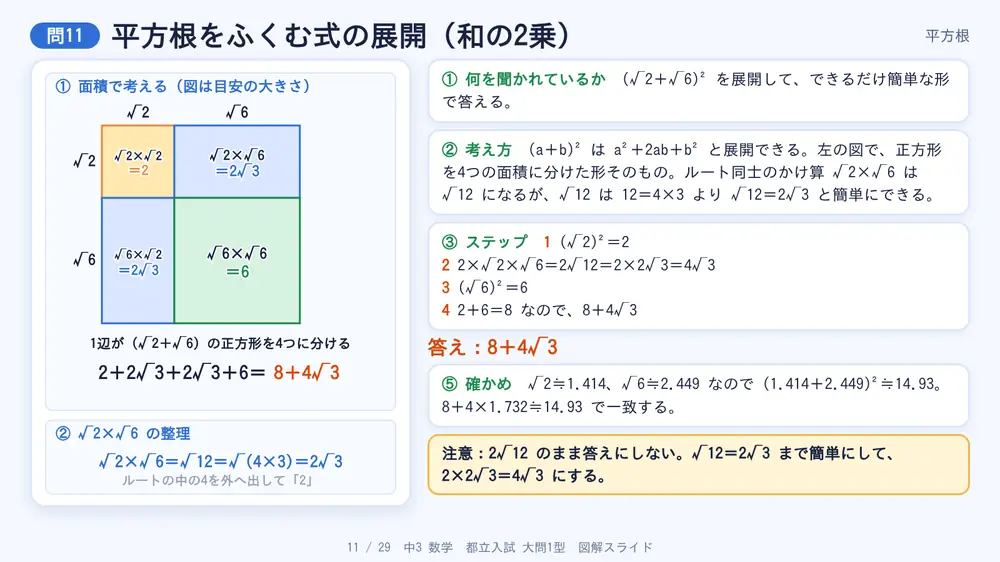 問11 平方根をふくむ式の展開（和の2乗） 平方根
① 面積で考える（図は目安の大きさ）
√2 √6
√2
√2×√2
＝2
√2×√6
＝2√3
√6
√6×√2
＝2√3
√6×√6
＝6
1辺が（√2＋√6）の正方形を4つに分ける
2＋2√3＋2√3＋6＝ 8＋4√3
② √2×√6 の整理
√2×√6＝√12＝√(4×3)＝2√3
ルートの中の4を外へ出して「2」
① 何を聞かれているか （√2＋√6）² を展開して、できるだけ簡単な形
で答える。
② 考え方 （a＋b）² は a²＋2ab＋b² と展開できる。左の図で、正方形
を4つの面積に分けた形そのもの。ルート同士のかけ算 √2×√6 は
√12 になるが、√12 は 12＝4×3 より √12＝2√3 と簡単にできる。
③ ステップ 1 (√2)²＝2
2 2×√2×√6＝2√12＝2×2√3＝4√3
3 (√6)²＝6
4 2＋6＝8 なので、8＋4√3
答え：8＋4√3
⑤ 確かめ √2≒1.414、√6≒2.449 なので（1.414＋2.449）²≒14.93。
8＋4×1.732≒14.93 で一致する。
注意：2√12 のまま答えにしない。√12＝2√3 まで簡単にして、
2×2√3＝4√3 にする。
11 / 29 中3 数学 都立入試 大問1型 図解スライド